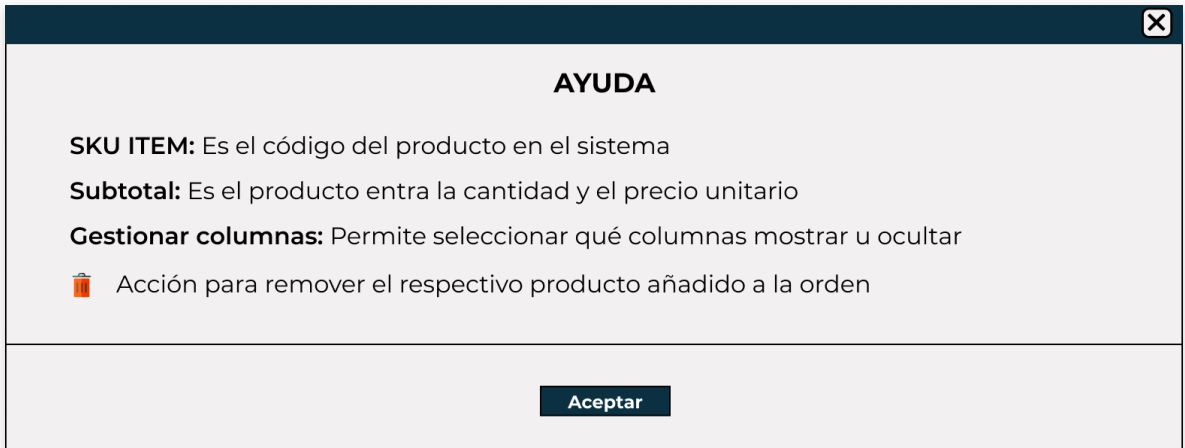 AYUDA
SKU ITEM: Es el código del producto en el sistema
Subtotal: Es el producto entra la cantidad y el precio unitario
Gestionar columnas: Permite seleccionar qué columnas mostrar u ocultar
Acción para remover el respectivo producto añadido a la orden
Aceptar